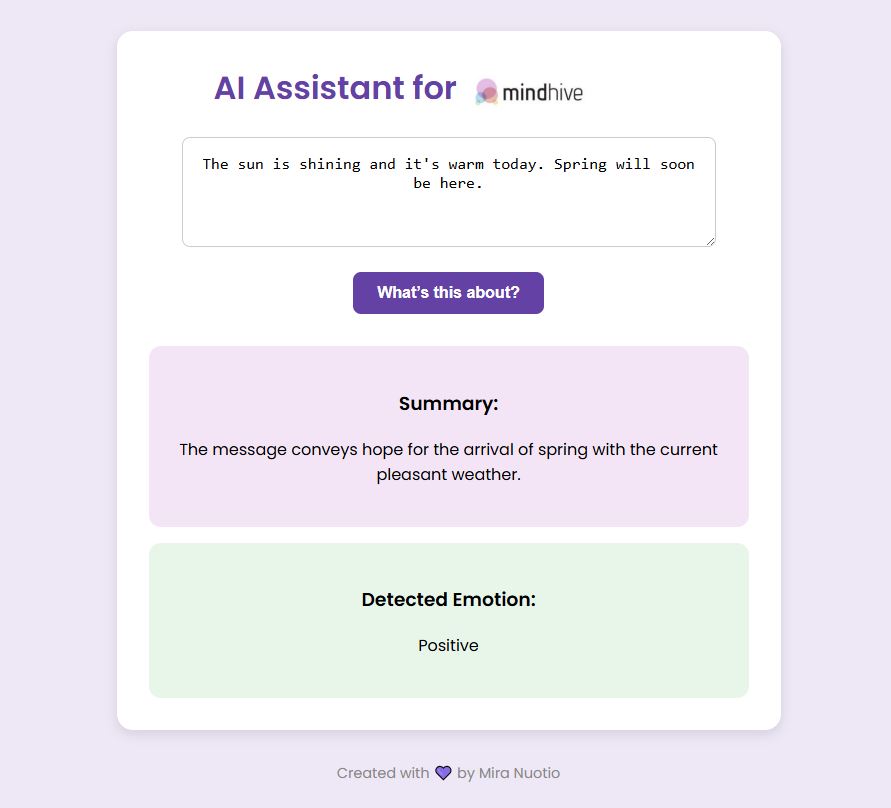 AI Assistant for mindhive
The sun is shining and it's warm today. Spring will soon
be here.
What’s this about?
Summary:
The message conveys hope for the arrival of spring with the current
pleasant weather.
Detected Emotion:
Positive
Created with 💜 by Mira Nuotio